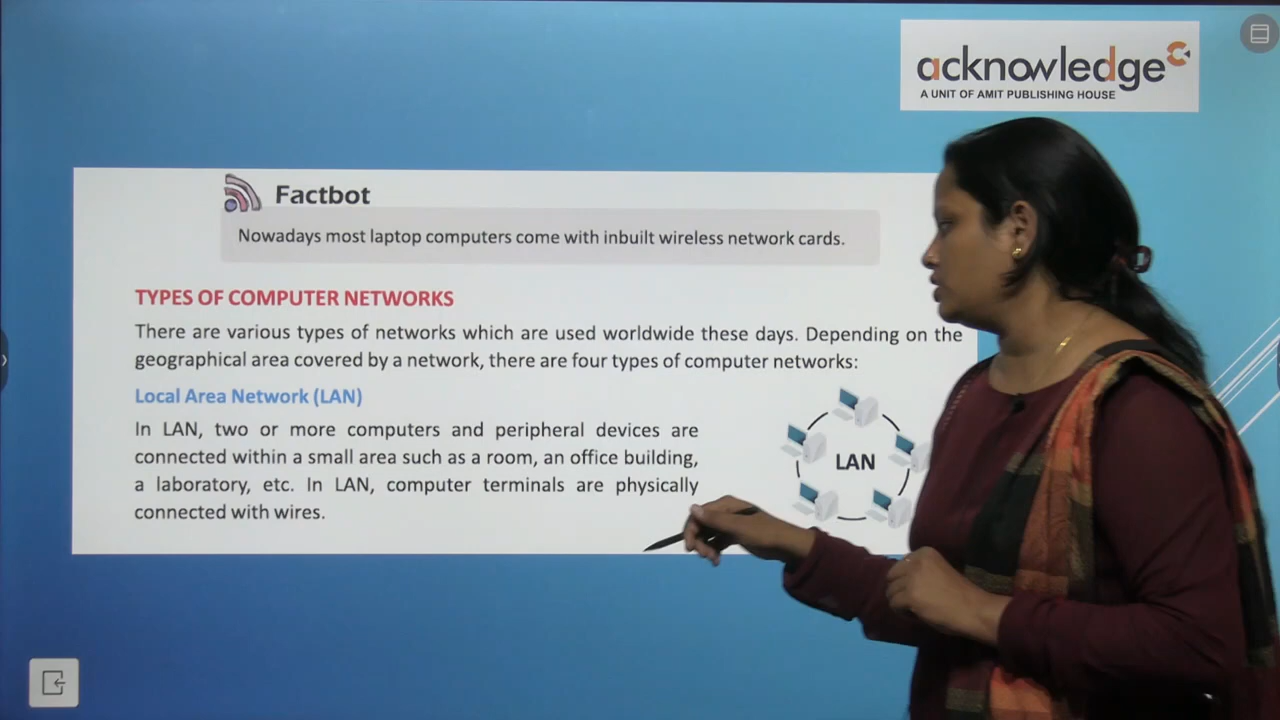 acknowledge
A UNIT OF AMIT PUBLISHING HOUSE
Factbot
Nowadays most laptop computers come with inbuilt wireless network cards.
TYPES OF COMPUTER NETWORKS
There are various types of networks which are used worldwide these days. Depending on the
geographical area covered by a network, there are four types of computer networks:
Local Area Network (LAN)
In LAN, two or more computers and peripheral devices are
connected within a small area such as a room, an office building,
a laboratory, etc. In LAN, computer terminals are physically
connected with wires.
LAN